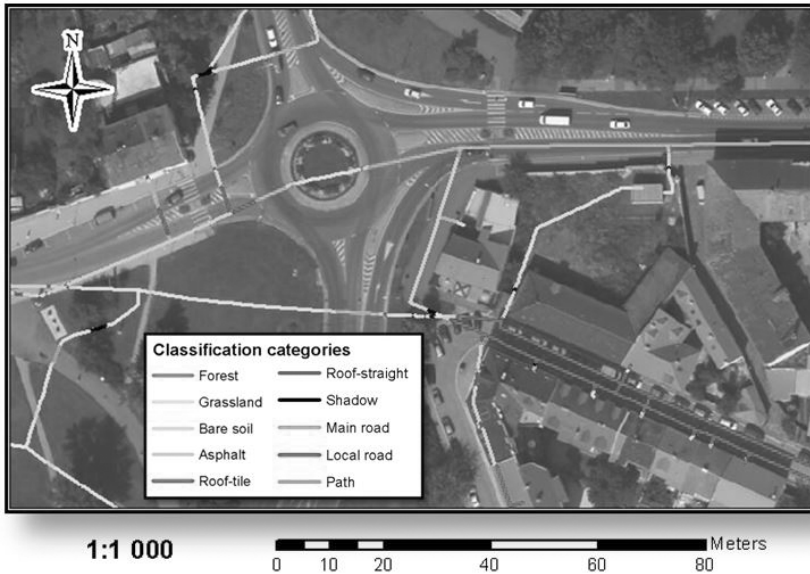 N
Classification categories
Forest
Roof-straight
Grassland
Shadow
Bare soil
Main road
Asphalt
Local road
Roof-tile
Path
1:1 000
Meters
0 10 20 40 60 80